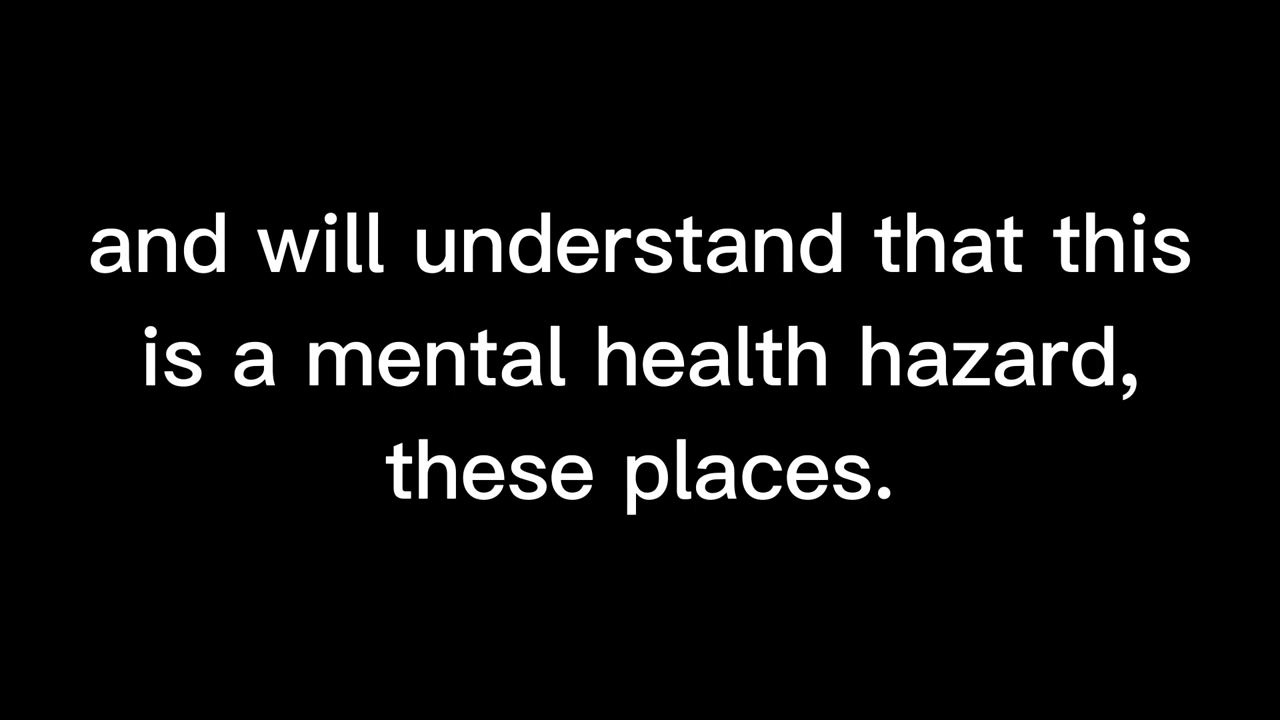 and will understand that this
is a mental health hazard,
these places.